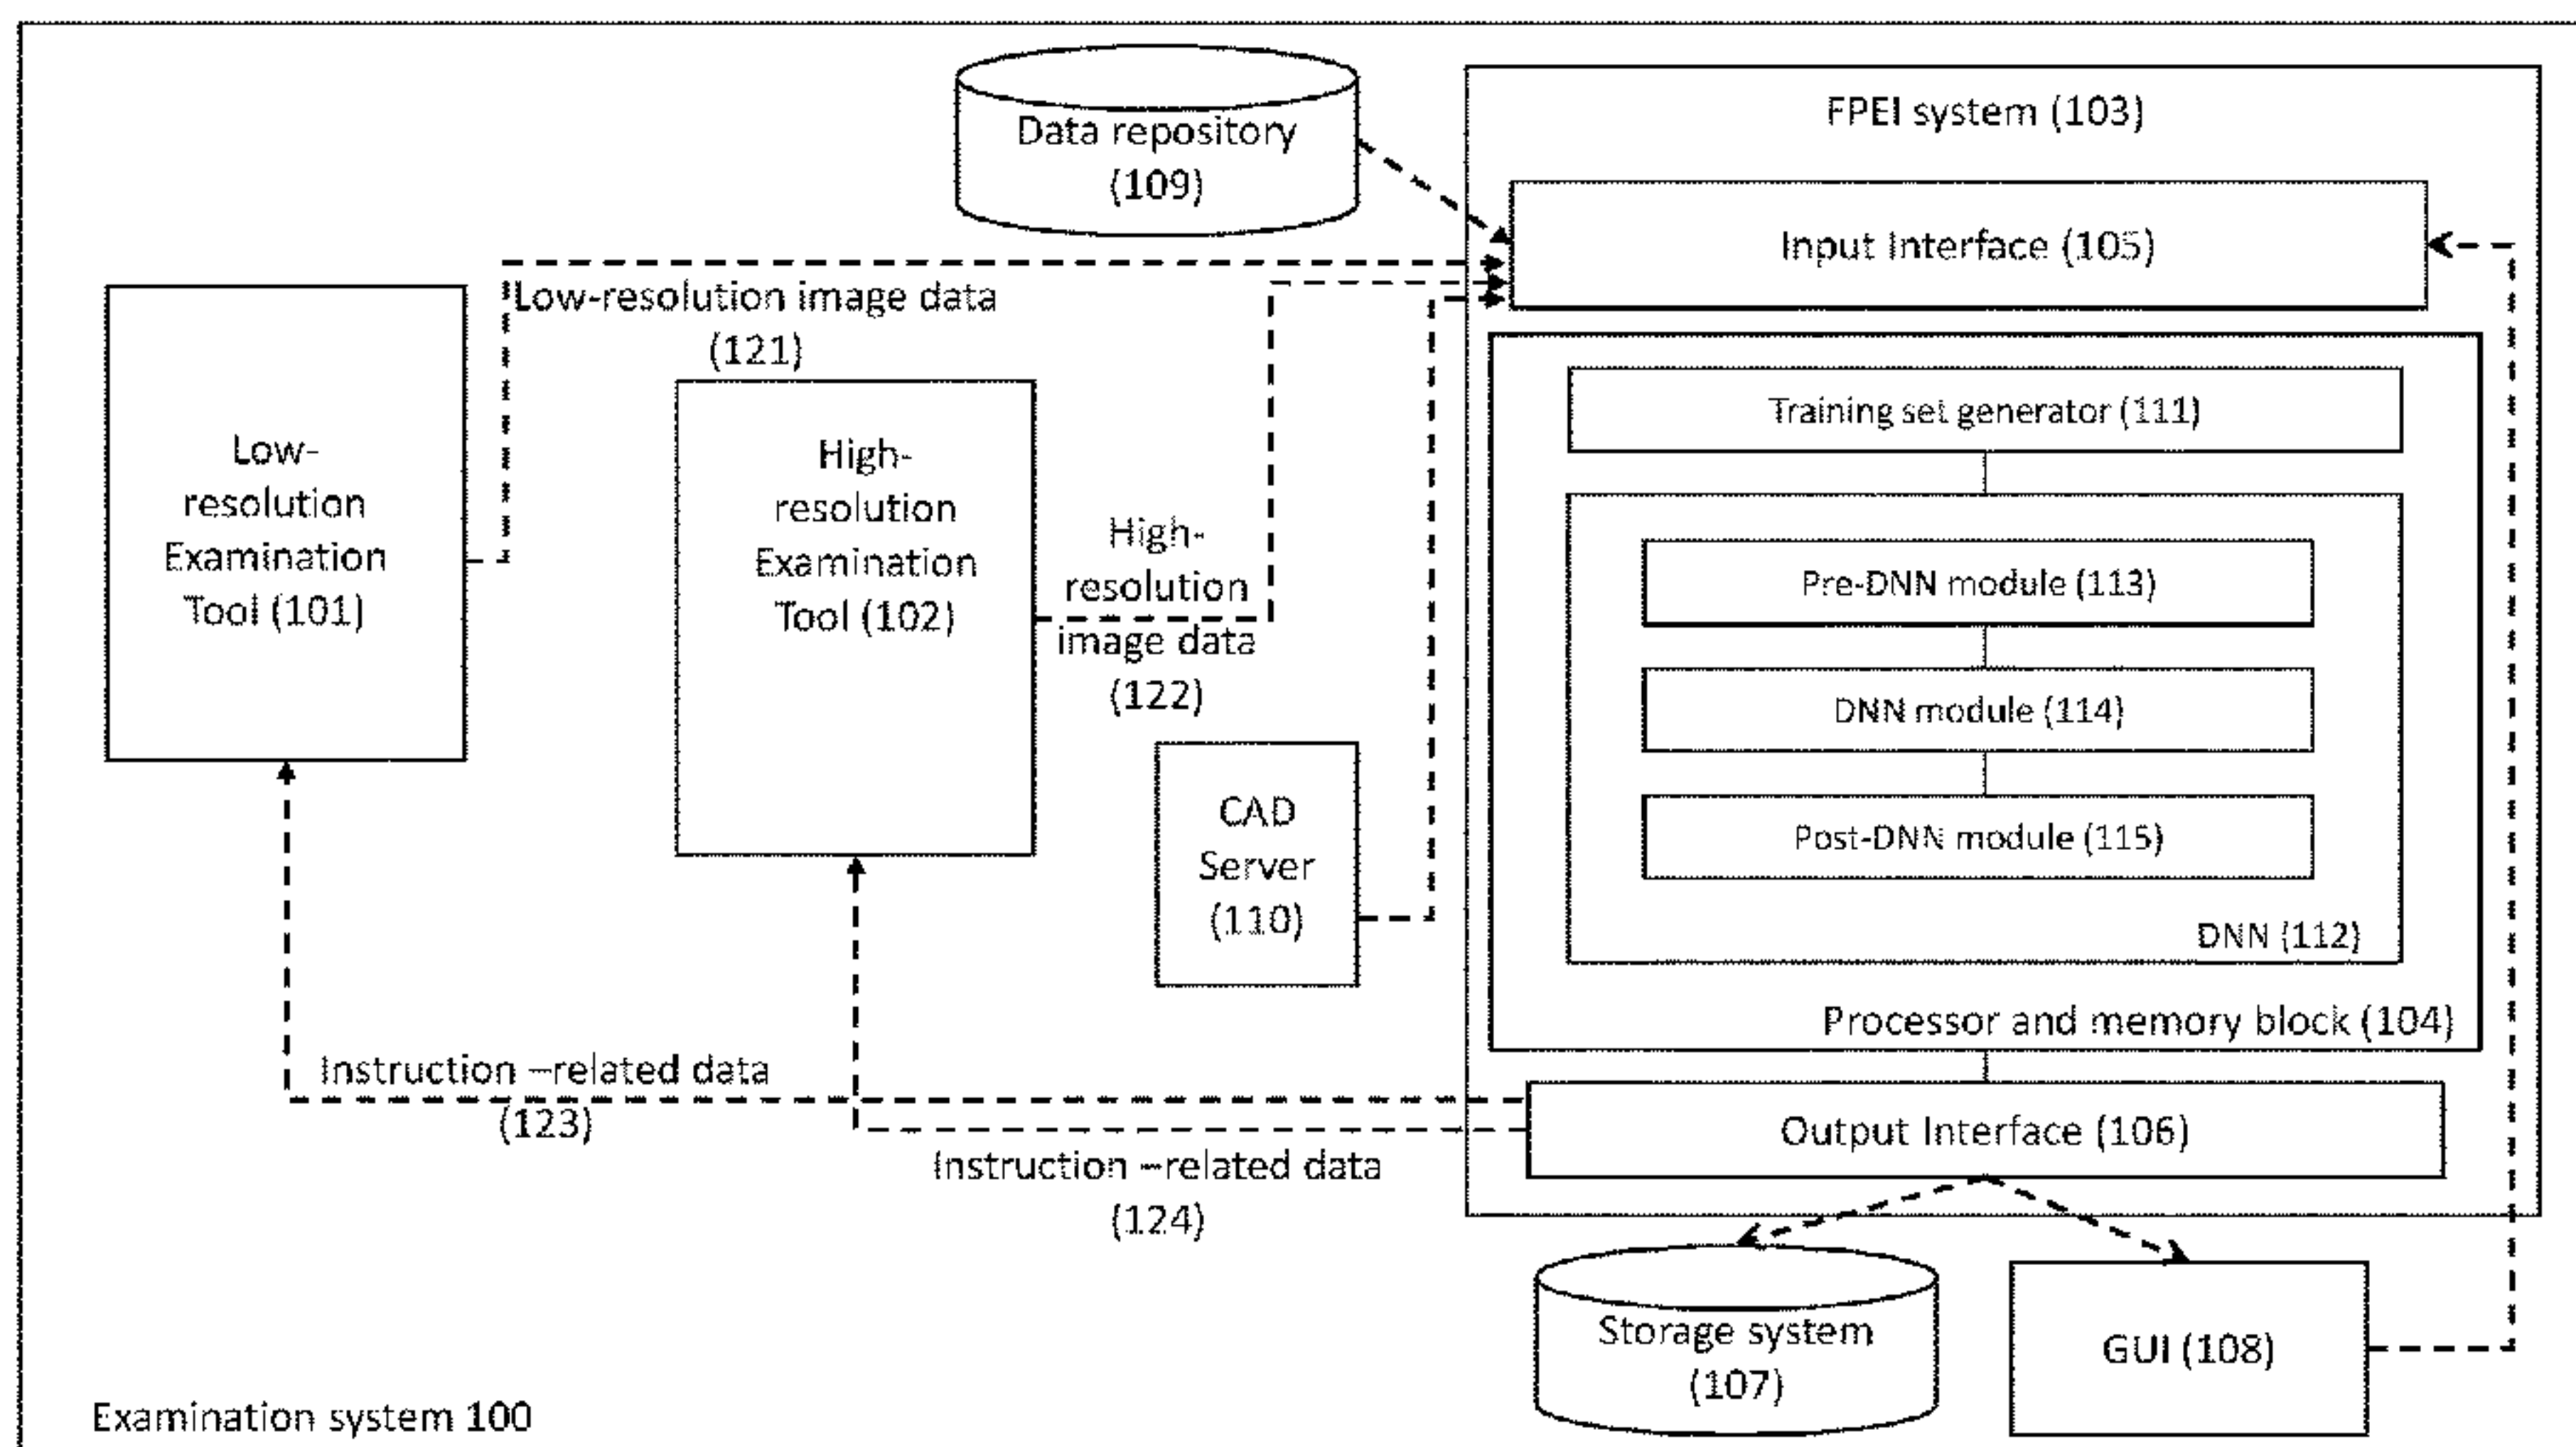 Data repository
(109)
FPEI system (103)
Input Interface (105)
Low-resolution image data
(121)
Low-
resolution
Examination
Tool (101)
High-
resolution
Examination
Tool (102)
High-
resolution
image data
(122)
CAD
Server
(110)
Training set generator (111)
Pre-DNN module (113)
DNN module (114)
Post-DNN module (115)
DNN (112)
Processor and memory block (104)
Instruction –related data
(123)
Output Interface (106)
Instruction –related data
(124)
Storage system
(107)
GUI (108)
Examination system 100